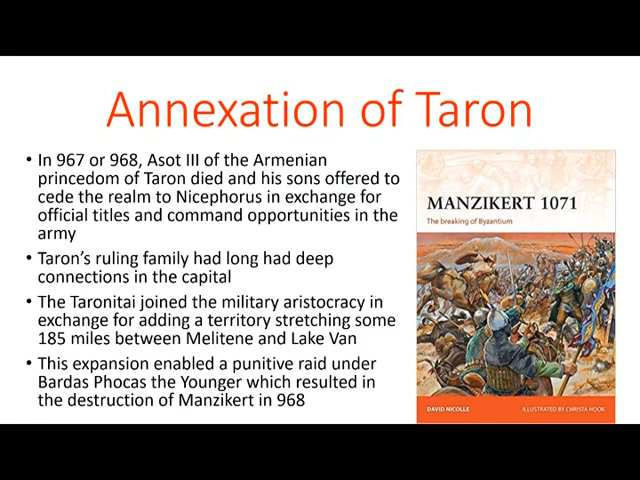 Annexation of Taron
• In 967 or 968, Asot III of the Armenian
princedom of Taron died and his sons offered to
cede the realm to Nicephorus in exchange for
official titles and command opportunities in the
army
• Taron's ruling family had long had deep
connections in the capital
• The Taronitai joined the military aristocracy in
exchange for adding a territory stretching some
185 miles between Melitene and Lake Van
• This expansion enabled a punitive raid under
Bardas Phocas the Younger which resulted in
the destruction of Manzikert in 968
MANZIKERT 1071
The breaking of Byzantium
DAVID NICOLLE
ILLUSTRATED BY CHRISTA HOOK